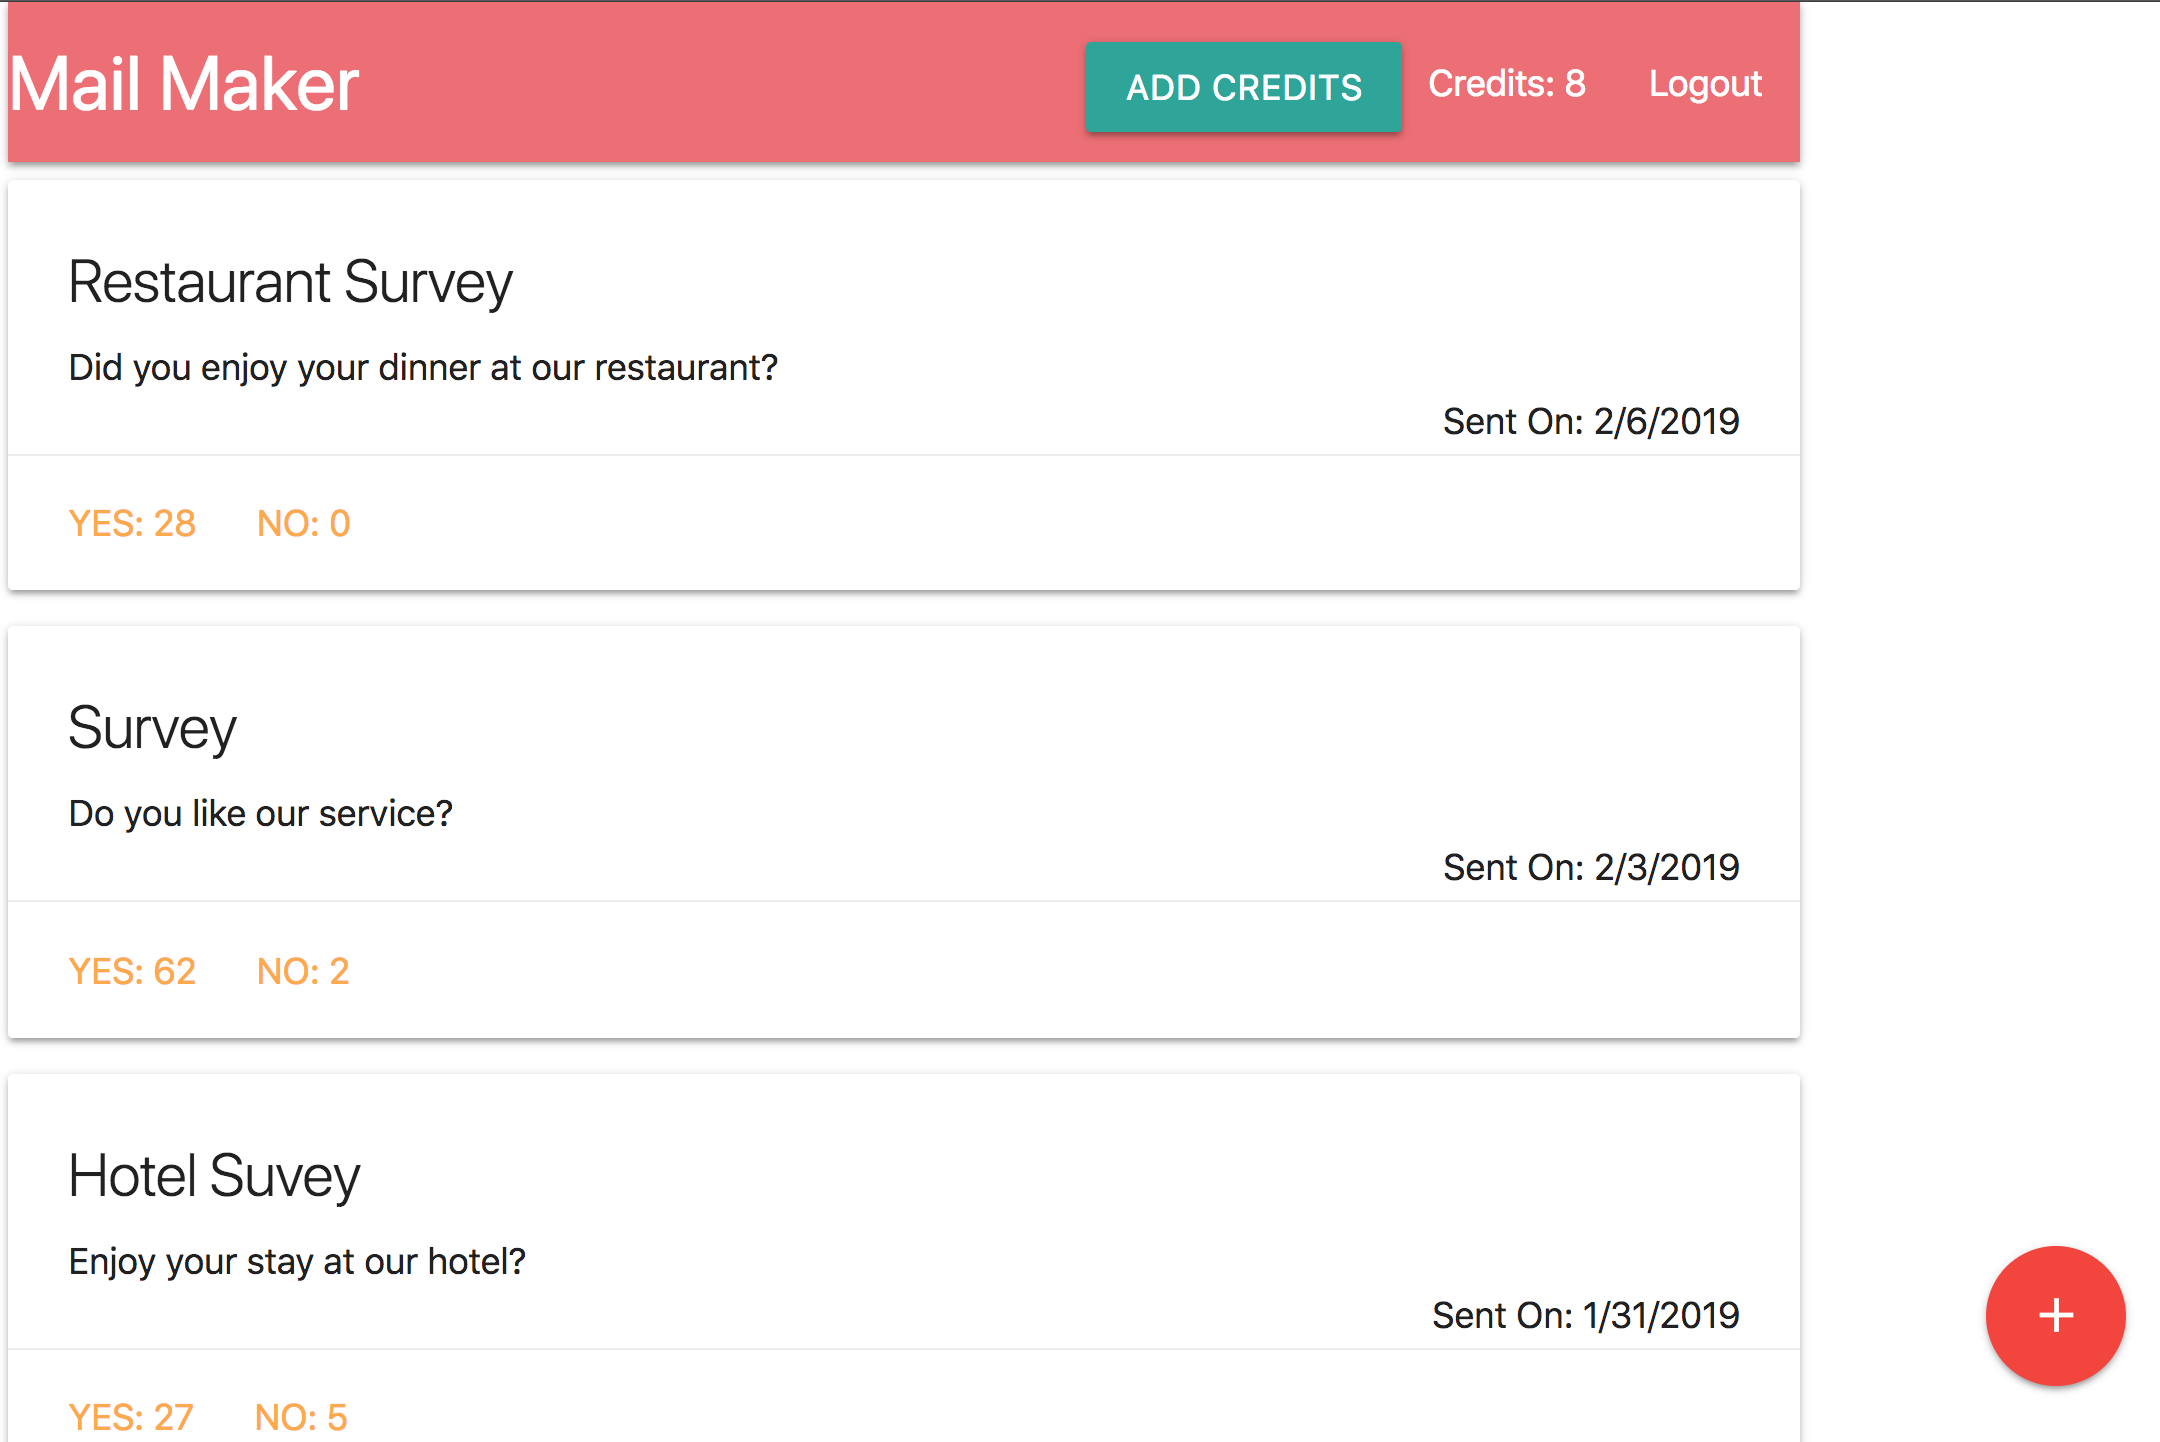 Mail Maker
ADD CREDITS
Credits: 8
Logout
Restaurant Survey
Did you enjoy your dinner at our restaurant?
Sent On: 2/6/2019
YES: 28
NO: 0
Survey
Do you like our service?
Sent On: 2/3/2019
YES: 62
NO: 2
Hotel Suvey
Enjoy your stay at our hotel?
Sent On: 1/31/2019
YES: 27
NO: 5
+